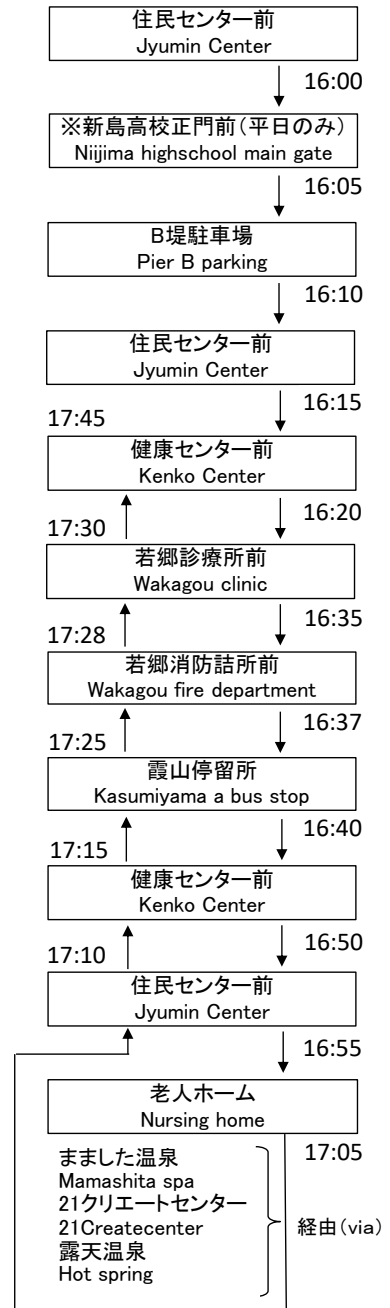 住民センター前
Jyumin Center
16:00
※新島高校正門前（平日のみ）
Niijima highschool main gate
16:05
B堤駐車場
Pier B parking
16:10
住民センター前
Jyumin Center
16:15
17:45
健康センター前
Kenko Center
16:20
17:30
若郷診療所前
Wakagou clinic
16:35
17:28
若郷消防詰所前
Wakagou fire department
16:37
17:25
霞山停留所
Kasumiyama a bus stop
16:40
17:15
健康センター前
Kenko Center
16:50
17:10
住民センター前
Jyumin Center
16:55
老人ホーム
Nursing home
17:05
まました温泉
Mamashita spa
21クリエートセンター
21Createcenter
経由（via）
露天温泉
Hot spring